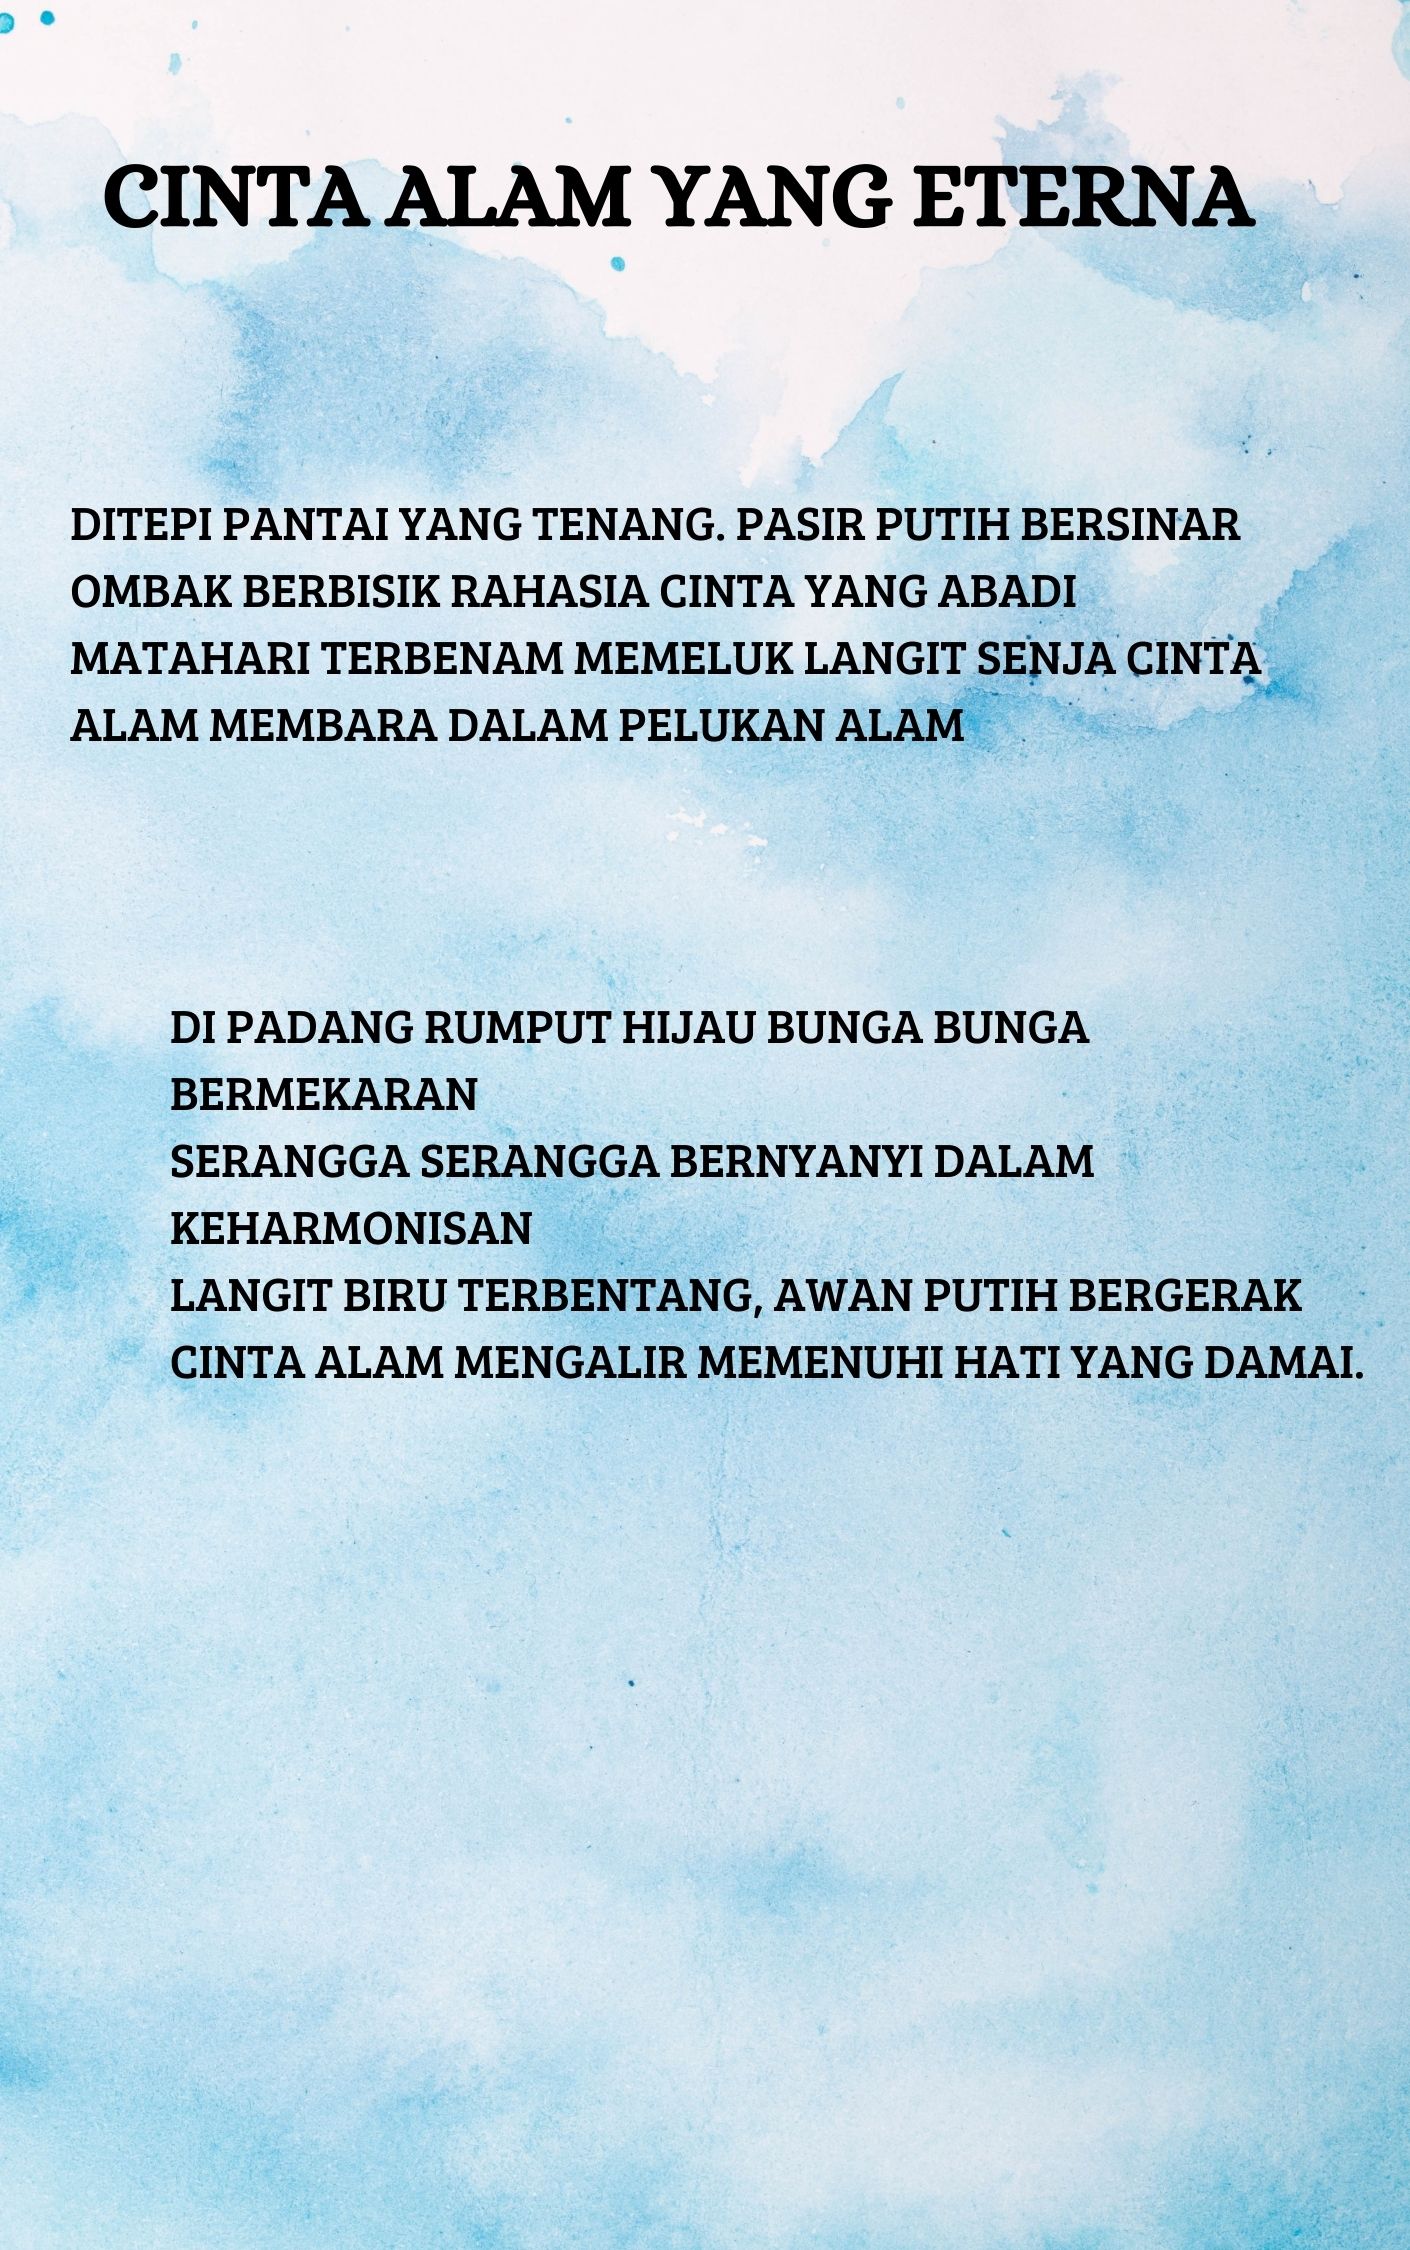 CINTA ALAM YANG ETERNA
DITEPI PANTAI YANG TENANG. PASIR PUTIH BERSINAR
OMBAK BERBISIK RAHASIA CINTA YANG ABADI
MATAHARI TERBENAM MEMELUK LANGIT SENJA CINTA
ALAM MEMBARA DALAM PELUKAN ALAM
DI PADANG RUMPUT HIJAU BUNGA BUNGA
BERMEKARAN
SERANGGA SERANGGA BERNYANYI DALAM
KEHARMONISAN
LANGIT BIRU TERBENTANG, AWAN PUTIH BERGERAK
CINTA ALAM MENGALIR MEMENUHI HATI YANG DAMAI.